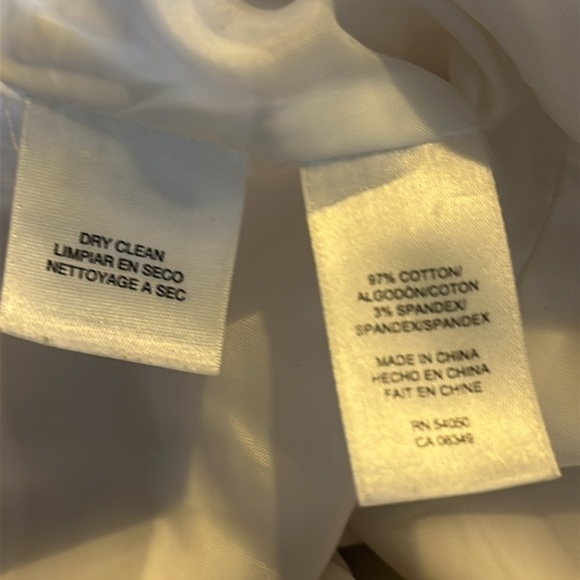 DRY CLEAN
LIMPIAR EN SECO
NETTOYAGE A SEC
97% COTTON/
ALGODÓN/COTON
3% SPANDEX/
SPANDEX/SPANDEX
MADE IN CHINA
HECHO EN CHINA
FAIT EN CHINE
RN 54050
CA 06349